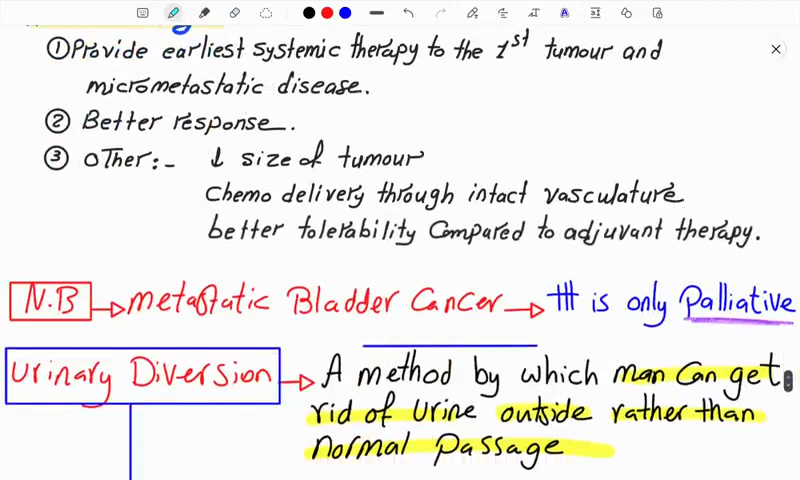 ① Provide earliest systemic therapy to the 1st tumour and
micrometastatic disease.
② Better response.
③ OTher:- ↓ size of tumour
Chemo delivery through intact vasculature
better tolerability Compared to adjuvant therapy.
N.B → metastatic Bladder Cancer → ttt is only Palliative
Urinary Diversion → A method by which man Can get
rid of Urine outside rather than
normal Passage